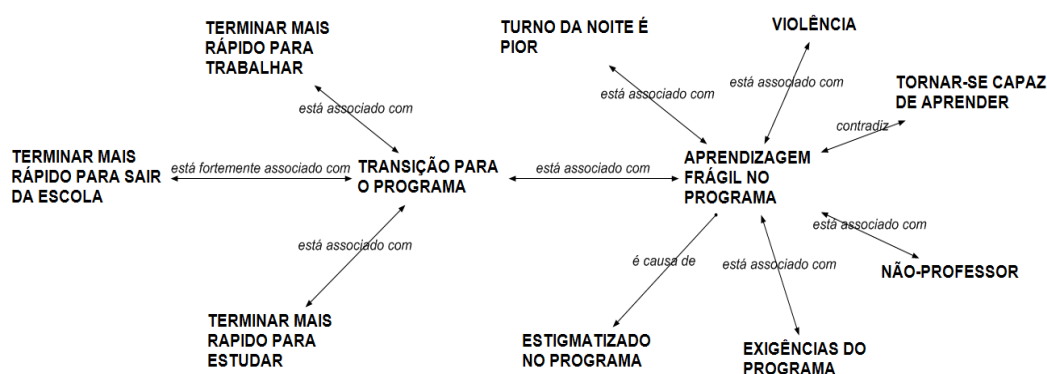 TERMINAR MAIS
RÁPIDO PARA
TRABALHAR
TURNO DA NOITE É
PIOR
VIOLÊNCIA
TORNAR-SE CAPAZ
DE APRENDER
está associado com
está associado com
está associado com
contradiz
TERMINAR MAIS
RÁPIDO PARA SAIR
DA ESCOLA
está fortemente associado com
TRANSIÇÃO PARA
O PROGRAMA
está associado com
APRENDIZAGEM
FRÁGIL NO
PROGRAMA
está associado com
está associado com
é causa de
está associado com
NÃO-PROFESSOR
TERMINAR MAIS
RAPIDO PARA
ESTUDAR
ESTIGMATIZADO
NO PROGRAMA
EXIGÊNCIAS DO
PROGRAMA